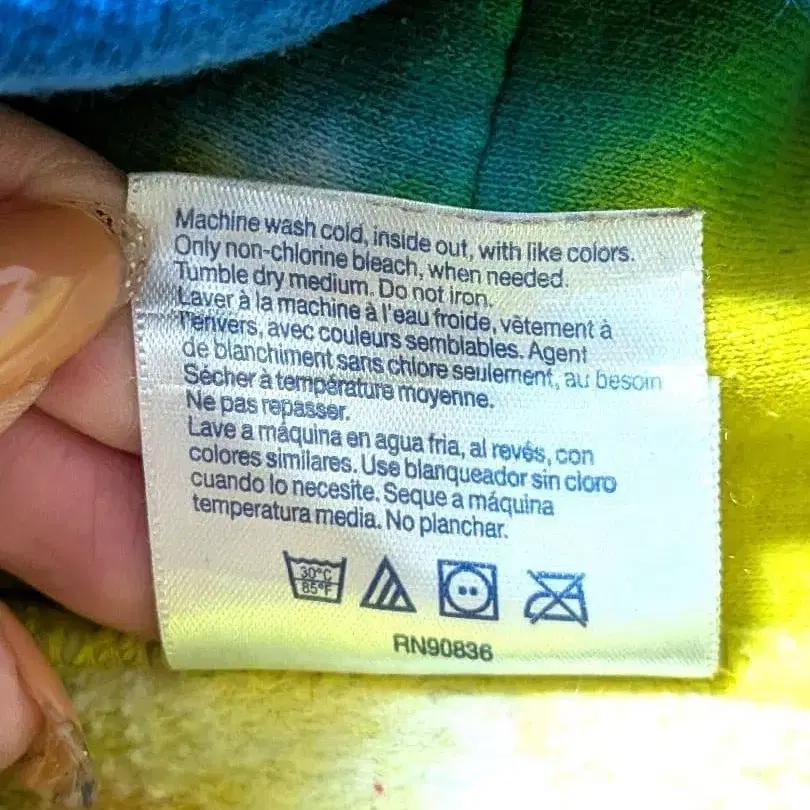 Machine wash cold, inside out, with like colors.
Only non-chlorine bleach, when needed.
Tumble dry medium. Do not iron.
Laver à la machine à l'eau froide, vêtement à
l'envers, avec couleurs semblables. Agent
de blanchiment sans chlore seulement, au besoin
Sécher à température moyenne.
Ne pas repasser.
Lave a máquina en agua fria, al revés, con
colores similares. Use blanqueador sin cloro
cuando lo necesite. Seque a máquina
temperatura media. No planchar.
30°C
85°F
RN90836